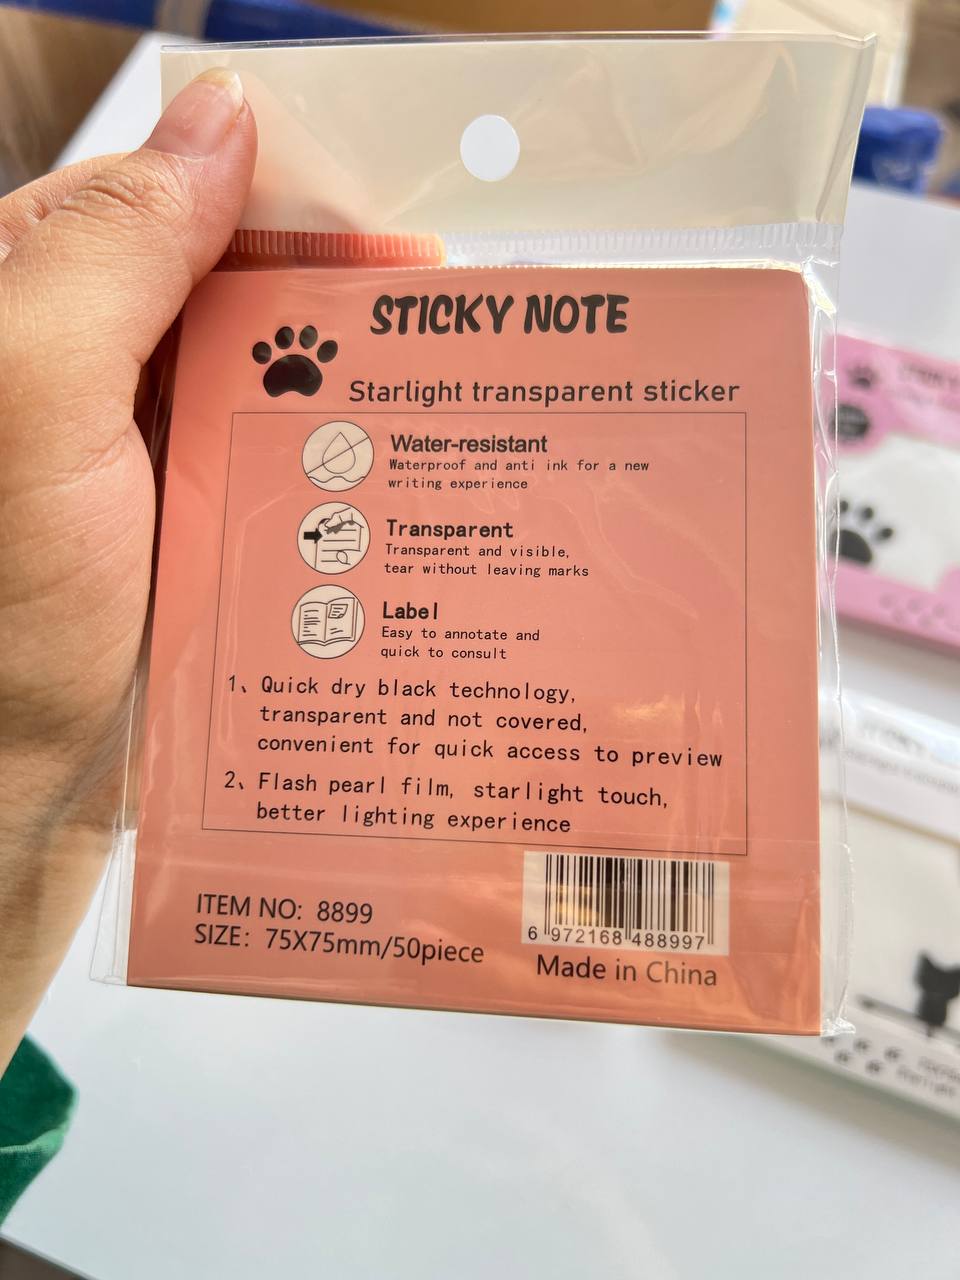 STICKY NOTE
Starlight transparent sticker
Water-resistant
Waterproof and anti ink for a new
writing experience
Transparent
Transparent and visible,
tear without leaving marks
Label
Easy to annotate and
quick to consult
1、Quick dry black technology,
transparent and not covered,
convenient for quick access to preview
2、Flash pearl film, starlight touch,
better lighting experience
ITEM NO: 8899
SIZE: 75X75mm/50piece
6 972168 488997
Made in China